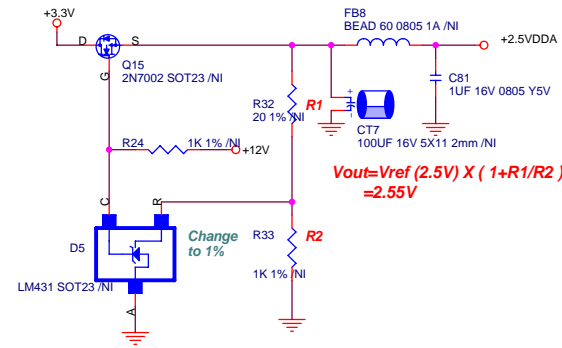 +3.3V
FB8
BEAD 60 0805 1A /NI
D
S
+2.5VDDA
Q15
2N7002 SOT23 /NI
G
C81
1UF 16V 0805 Y5V
R32
R1
20 1% /NI
+
CT7
100UF 16V 5X11 2mm /NI
R24
1K 1% /NI
+12V
Vout=Vref (2.5V) X ( 1+R1/R2 )
=2.55V
C
R
D5
Change
to 1%
R33
R2
1K 1% /NI
LM431 SOT23 /NI
A